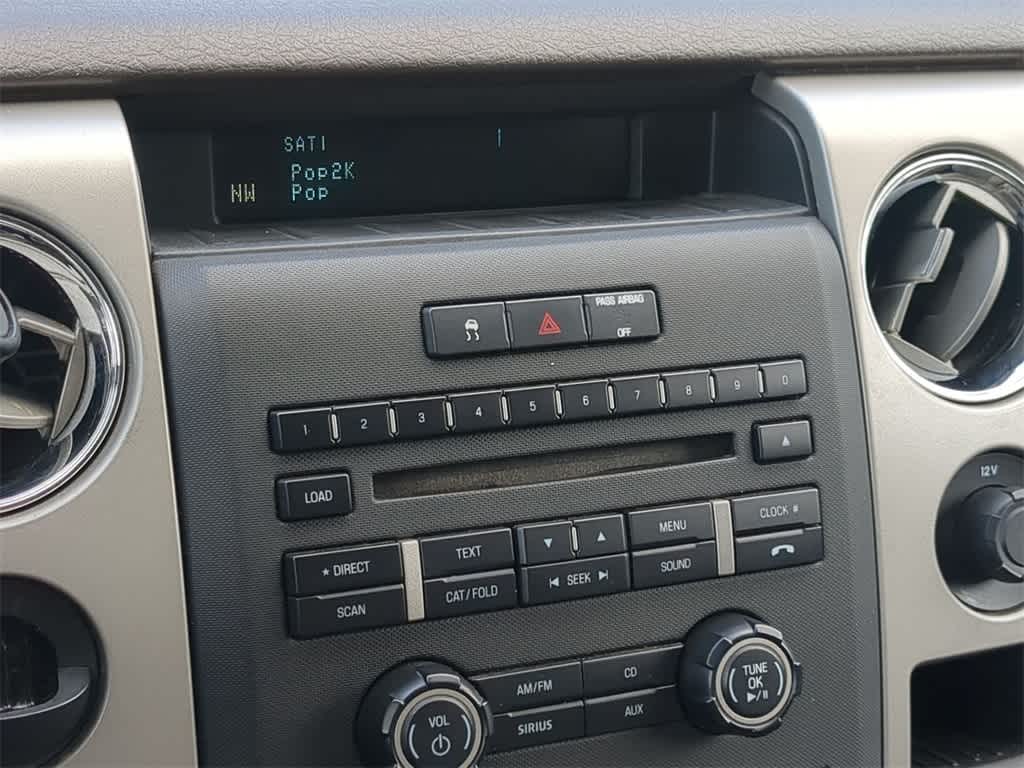 SAT1 1
Pop2K
NW Pop
PASS AIRBAG
OFF
1 2 3 4 5 6 7 8 9 0
LOAD
CLOCK #
MENU
TEXT
* DIRECT
SEEK
SOUND
CAT/FOLD
SCAN
12V
TUNE
OK
CD
AM/FM
AUX
SIRIUS
VOL